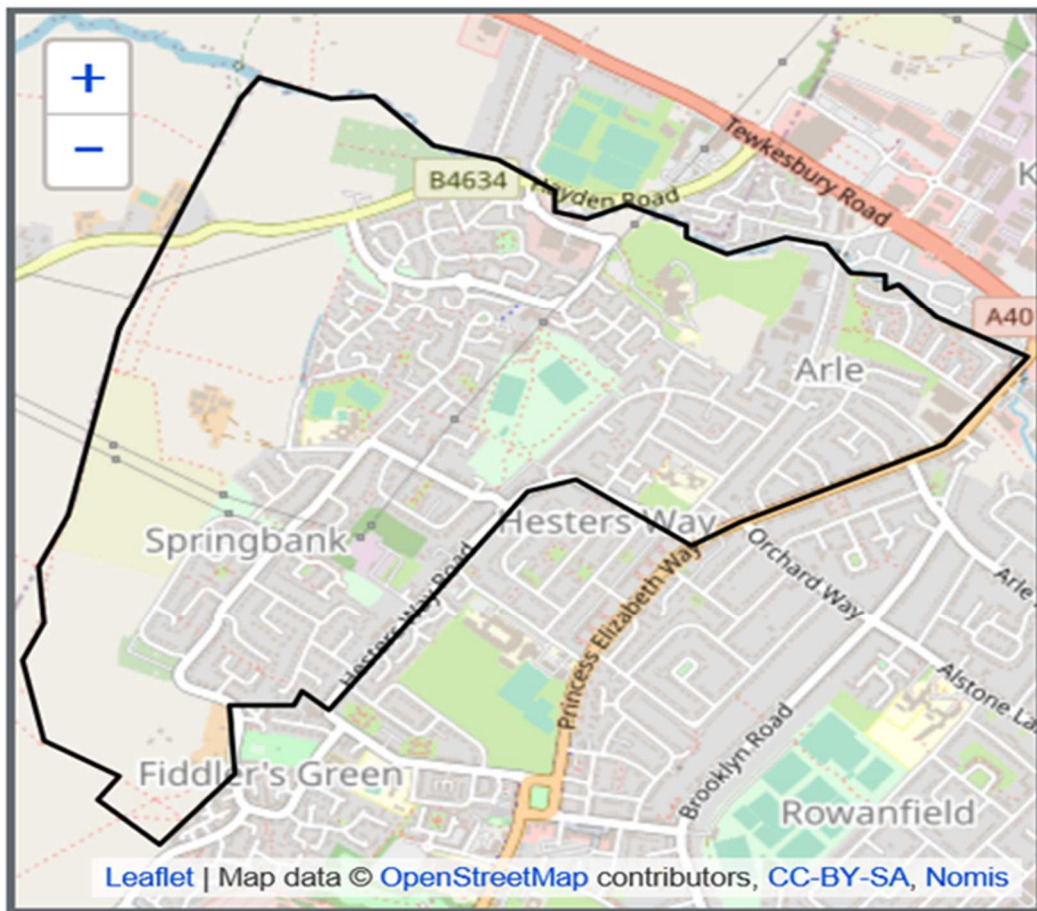 +
−
Tewkesbury Road
B4634
Hayden Road
K
A40
Arle
Hesters Way
Springbank
Orchard Way
Arle
Hesters Way Road
Princess Elizabeth Way
Alstone La
Brooklyn Road
Fiddler's Green
Rowanfield
Leaflet | Map data © OpenStreetMap contributors, CC-BY-SA, Nomis